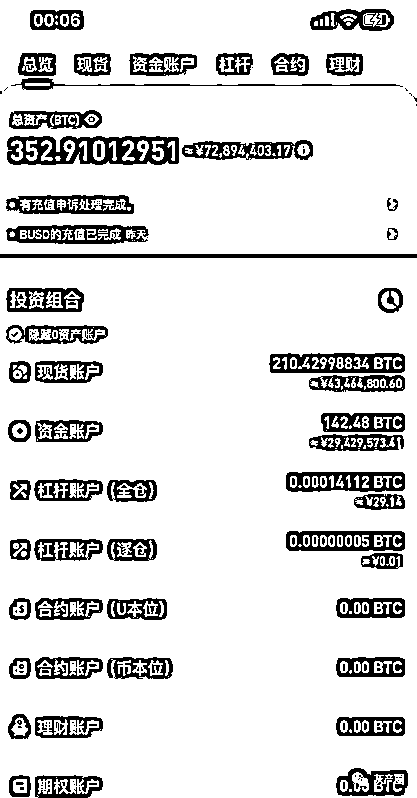 00:06
总览 现货 资金账户 杠杆 合约 理财
总资产 (BTC)
352.91012951 ≈¥72,894,403.17
有充值申诉处理完成。
BUSD的充值已完成 昨天
投资组合
隐藏0资产账户
现货账户 210.42998834 BTC
≈¥43,464,800.60
资金账户 142.48 BTC
≈¥29,429,573.41
杠杆账户 (全仓) 0.00014112 BTC
≈¥29.14
杠杆账户 (逐仓) 0.00000005 BTC
≈¥0.01
合约账户 (U本位) 0.00 BTC
合约账户 (币本位) 0.00 BTC
理财账户 0.00 BTC
期权账户 0.00 BTC